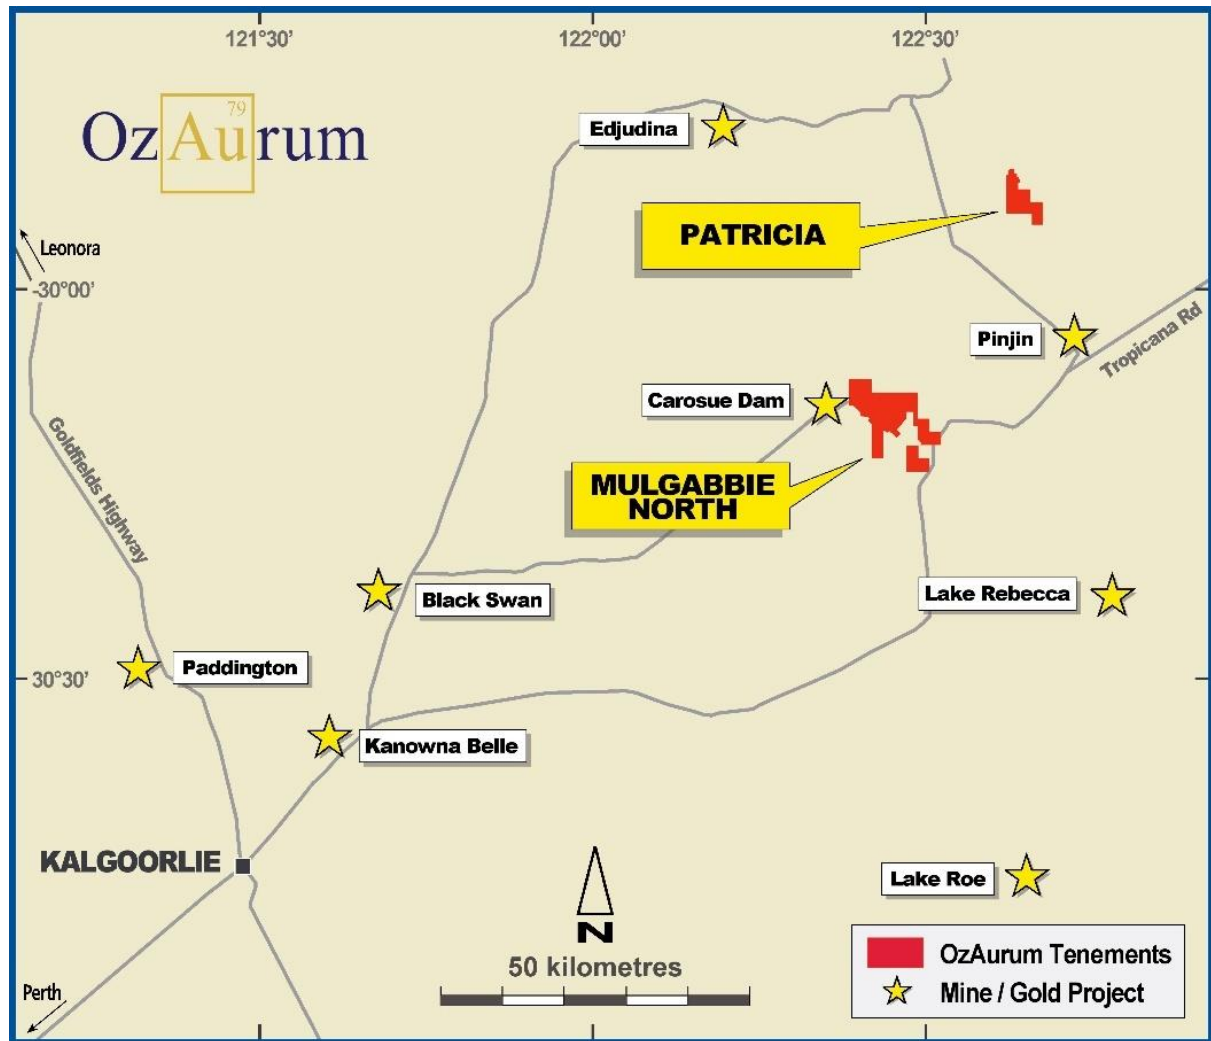 121°30’
122°00’
122°30’
79
OzAurum
Edjudina
PATRICIA
Leonora
-30°00’
Pinjin
Tropicana Rd
Carosue Dam
Goldfields Highway
MULGABBIE
NORTH
Black Swan
Lake Rebecca
Paddington
30°30’
Kanowna Belle
KALGOORLIE
Lake Roe
N
50 kilometres
OzAurum Tenements
Mine / Gold Project
Perth